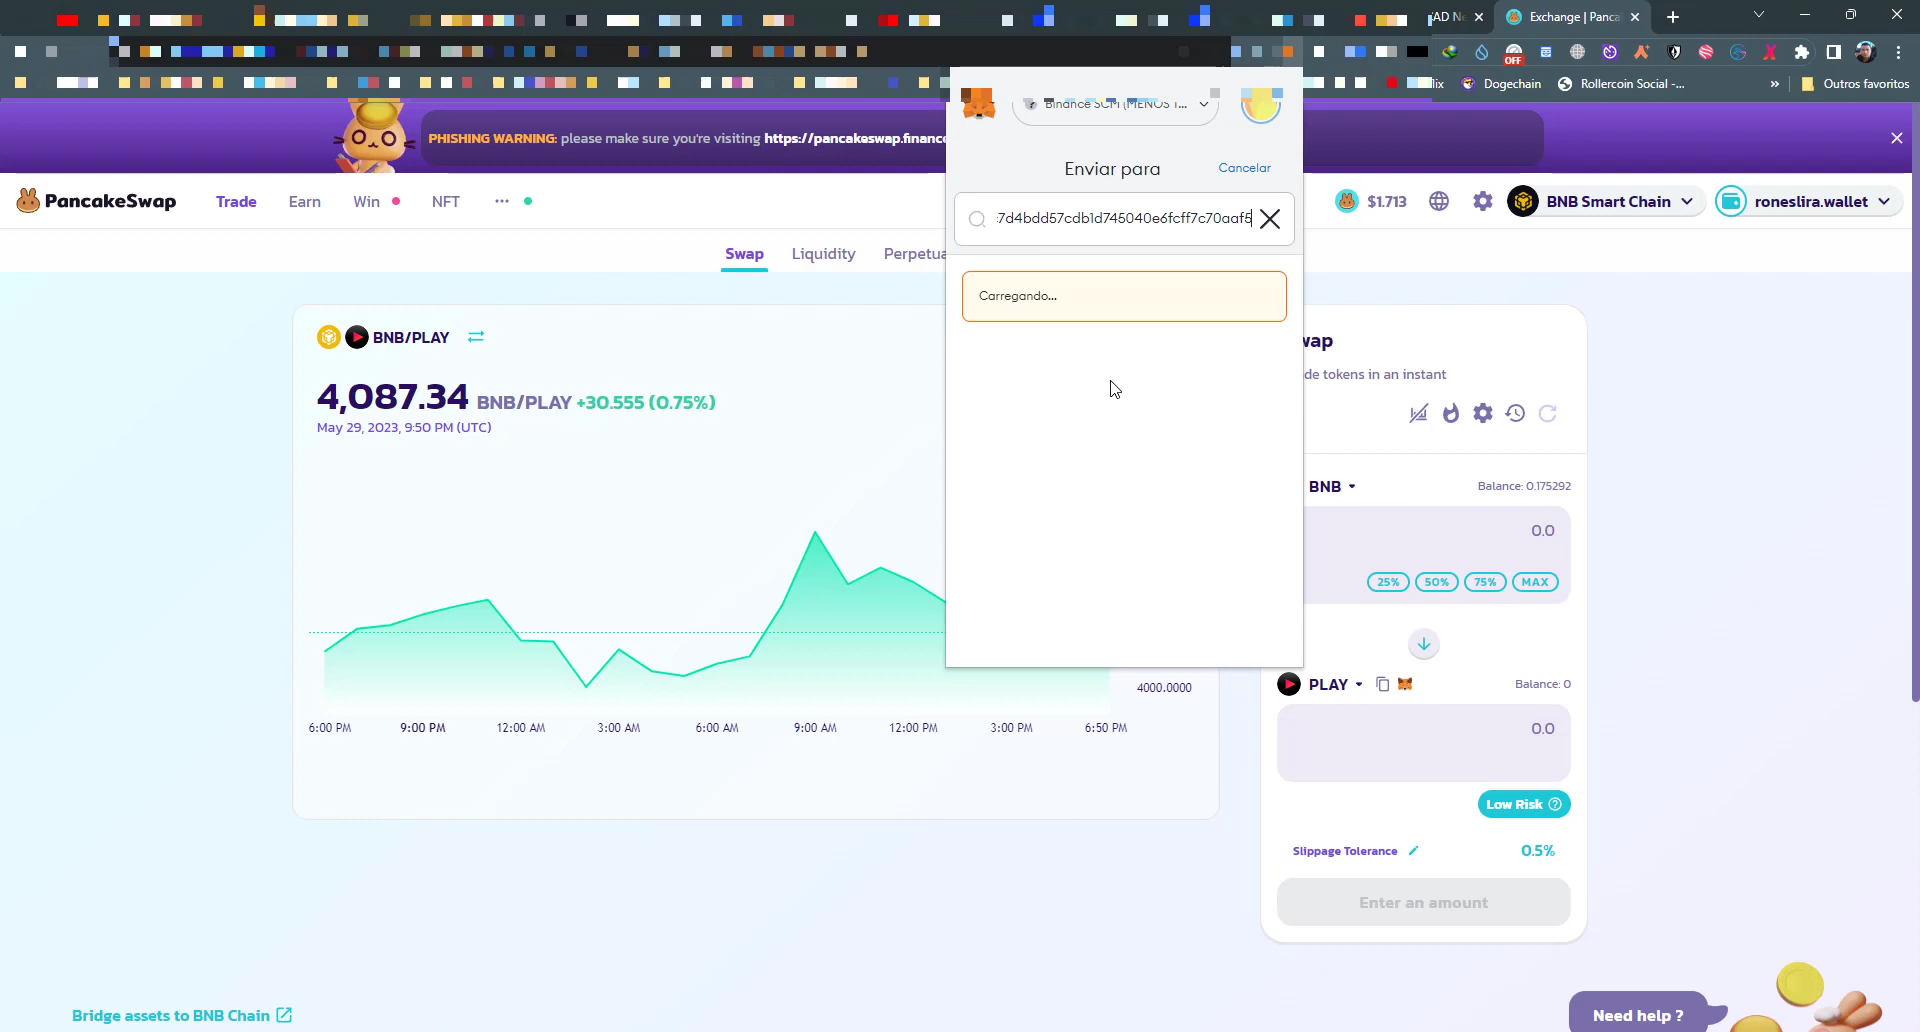 Exchange | Panca
OFF
Dogechain
Rollercoin Social -...
»
Outros favoritos
PHISHING WARNING: please make sure you're visiting https://pancakeswap.finance
Enviar para
Cancelar
PancakeSwap
Trade
Earn
Win
NFT
$1.713
BNB Smart Chain
roneslira.wallet
7d4bdd57cdb1d745040e6fcff7c70aaf5
Swap
Liquidity
Perpetua
Carregando...
BNB/PLAY
wap
de tokens in an instant
4,087.34 BNB/PLAY +30.555 (0.75%)
May 29, 2023, 9:50 PM (UTC)
BNB
Balance: 0.175292
0.0
25%
50%
75%
MAX
4000.0000
PLAY
Balance: 0
6:00 PM
9:00 PM
12:00 AM
3:00 AM
6:00 AM
9:00 AM
12:00 PM
3:00 PM
6:50 PM
0.0
Low Risk
Slippage Tolerance
0.5%
Enter an amount
Bridge assets to BNB Chain
Need help ?